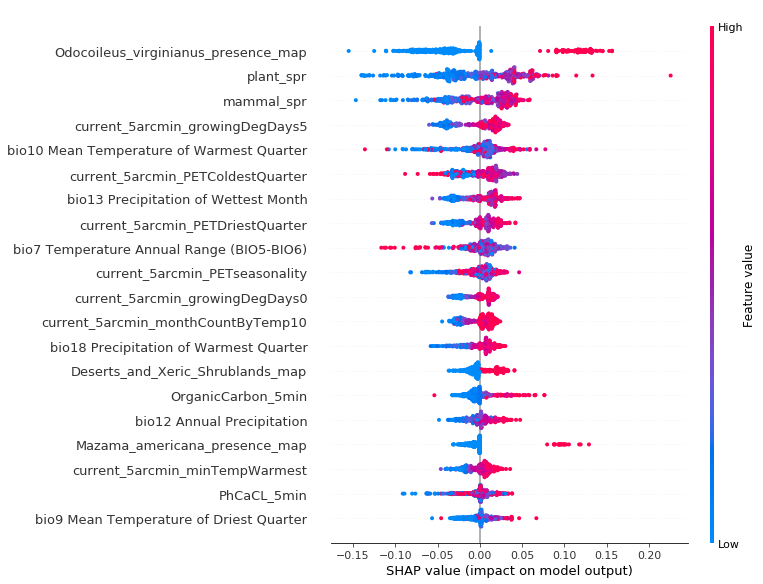 High
Odocoileus_virginianus_presence_map
plant_spr
mammal_spr
current_5arcmin_growingDegDays5
bio10 Mean Temperature of Warmest Quarter
current_5arcmin_PETColdestQuarter
bio13 Precipitation of Wettest Month
current_5arcmin_PETDriestQuarter
bio7 Temperature Annual Range (BIO5-BIO6)
current_5arcmin_PETseasonality
current_5arcmin_growingDegDays0
current_5arcmin_monthCountByTemp10
bio18 Precipitation of Warmest Quarter
Deserts_and_Xeric_Shrublands_map
OrganicCarbon_5min
bio12 Annual Precipitation
Mazama_americana_presence_map
current_5arcmin_minTempWarmest
PhCaCL_5min
bio9 Mean Temperature of Driest Quarter
Feature value
Low
−0.15 −0.10 −0.05 0.00 0.05 0.10 0.15 0.20
SHAP value (impact on model output)